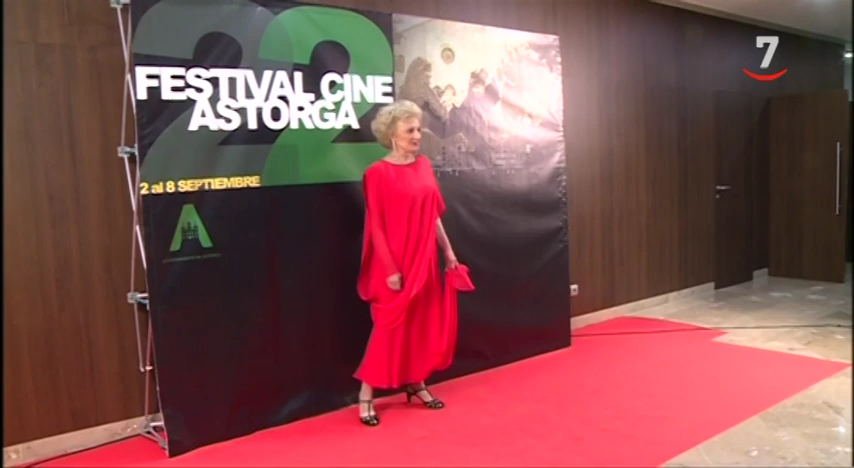 22
FESTIVAL CINE
ASTORGA
2 al 8 SEPTIEMBRE
7